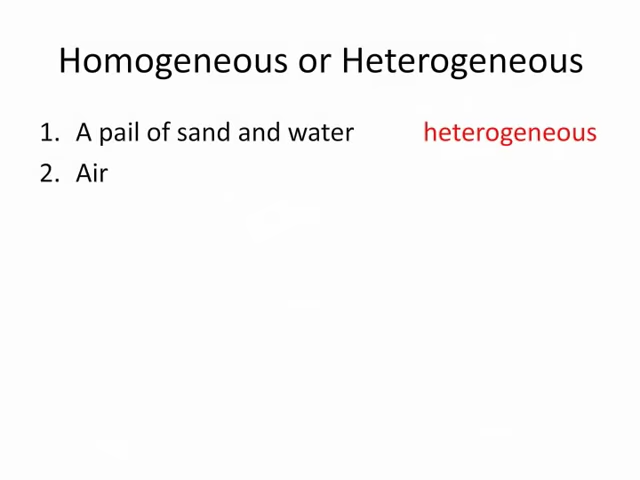 Homogeneous or Heterogeneous
1. A pail of sand and water heterogeneous
2. Air